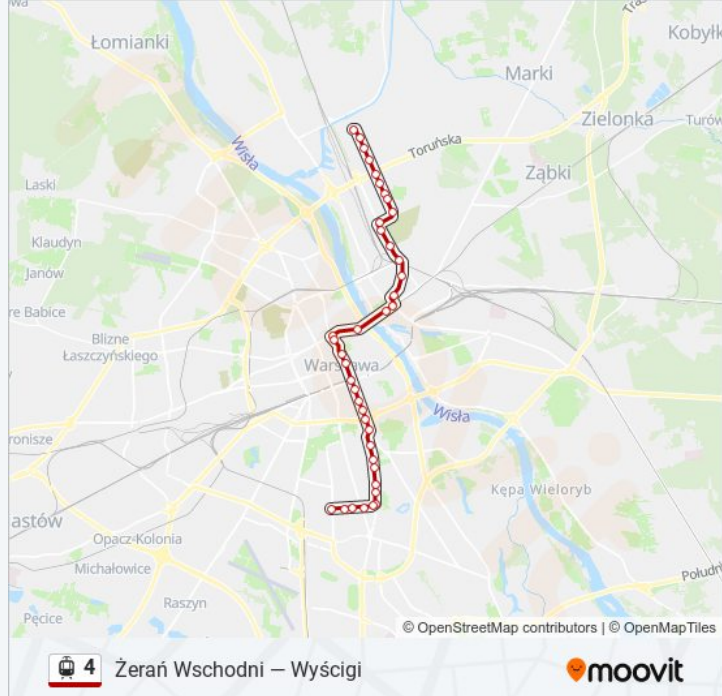 Łomianki
Kobyłk
Marki
Zielonka
Turów
Wisła
Toruńska
Ząbki
Laski
Klaudyn
Janów
re Babice
Blizne
Łaszczyńskiego
Warszawa
Wisła
ronisze
Kępa Wieloryb
astów
Opacz-Kolonia
Michałowice
Raszyn
Południ
Pęcice
© OpenStreetMap contributors | © OpenMapTiles
4 Żerań Wschodni — Wyścigi moovit